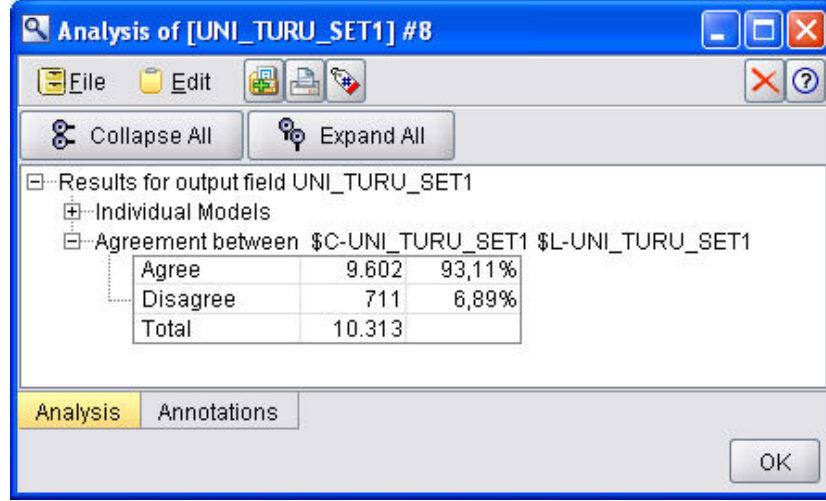 Analysis of [UNI_TURU_SET1] #8
File Edit
Collapse All Expand All
Results for output field UNI_TURU_SET1
Individual Models
Agreement between $C-UNI_TURU_SET1 $L-UNI_TURU_SET1
Agree 9.602 93,11%
Disagree 711 6,89%
Total 10.313
Analysis Annotations
OK